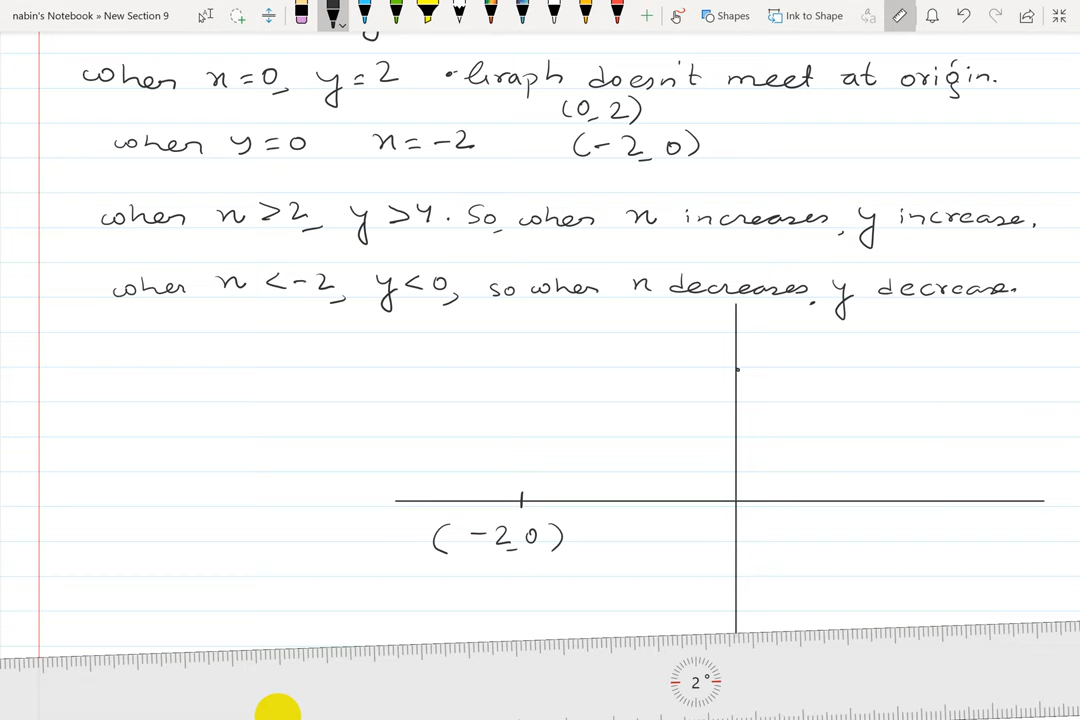 nabin's Notebook » New Section 9
Shapes
Ink to Shape
when x=0, y=2 • Graph doesn't meet at origin.
(0, 2)
when y=0 x=-2 (-2, 0)
when x>2, y>4. So, when x increases, y increase.
when x<-2, y<0, so when x decreases, y decrease.
(-2, 0)
2°